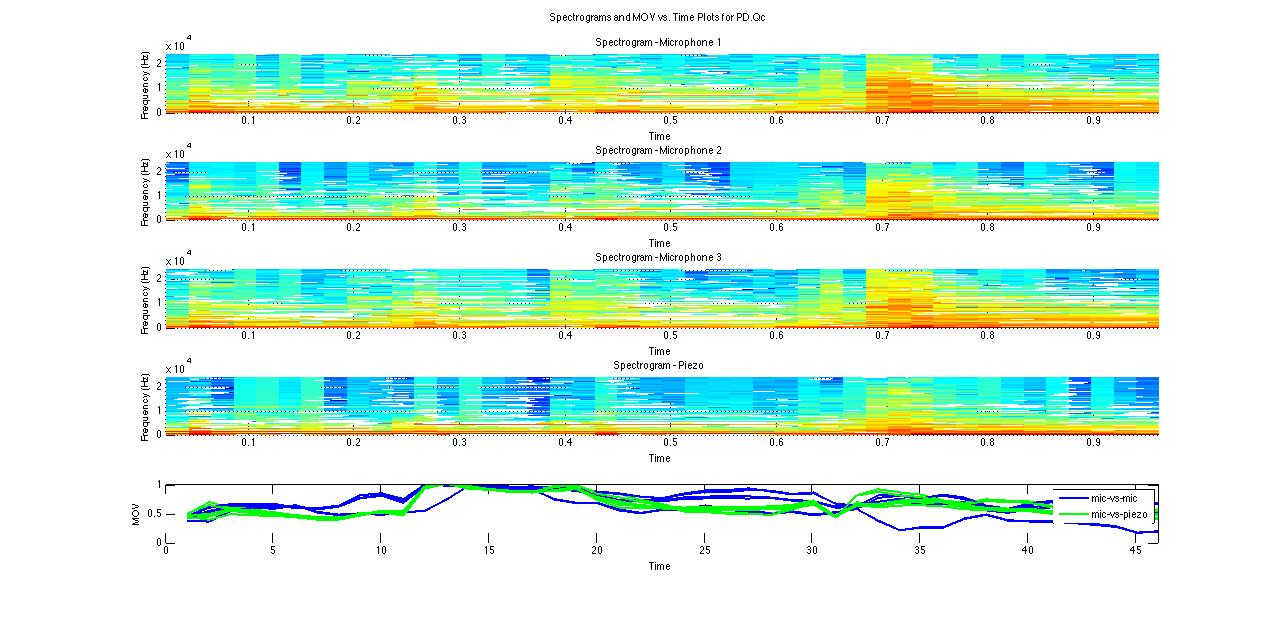 Spectrograms and MOV vs. Time Plots for PD.Qc
Spectrogram - Microphone 1
x 10^4
Frequency (Hz)
2
1
0
0.1 0.2 0.3 0.4 0.5 0.6 0.7 0.8 0.9
Time
Spectrogram - Microphone 2
x 10^4
Frequency (Hz)
2
1
0
0.1 0.2 0.3 0.4 0.5 0.6 0.7 0.8 0.9
Time
Spectrogram - Microphone 3
x 10^4
Frequency (Hz)
2
1
0
0.1 0.2 0.3 0.4 0.5 0.6 0.7 0.8 0.9
Time
Spectrogram - Piezo
x 10^4
Frequency (Hz)
2
1
0
0.1 0.2 0.3 0.4 0.5 0.6 0.7 0.8 0.9
Time
MOV
1
0.5
0
mic-vs-mic
mic-vs-piezo
0 5 10 15 20 25 30 35 40 45
Time